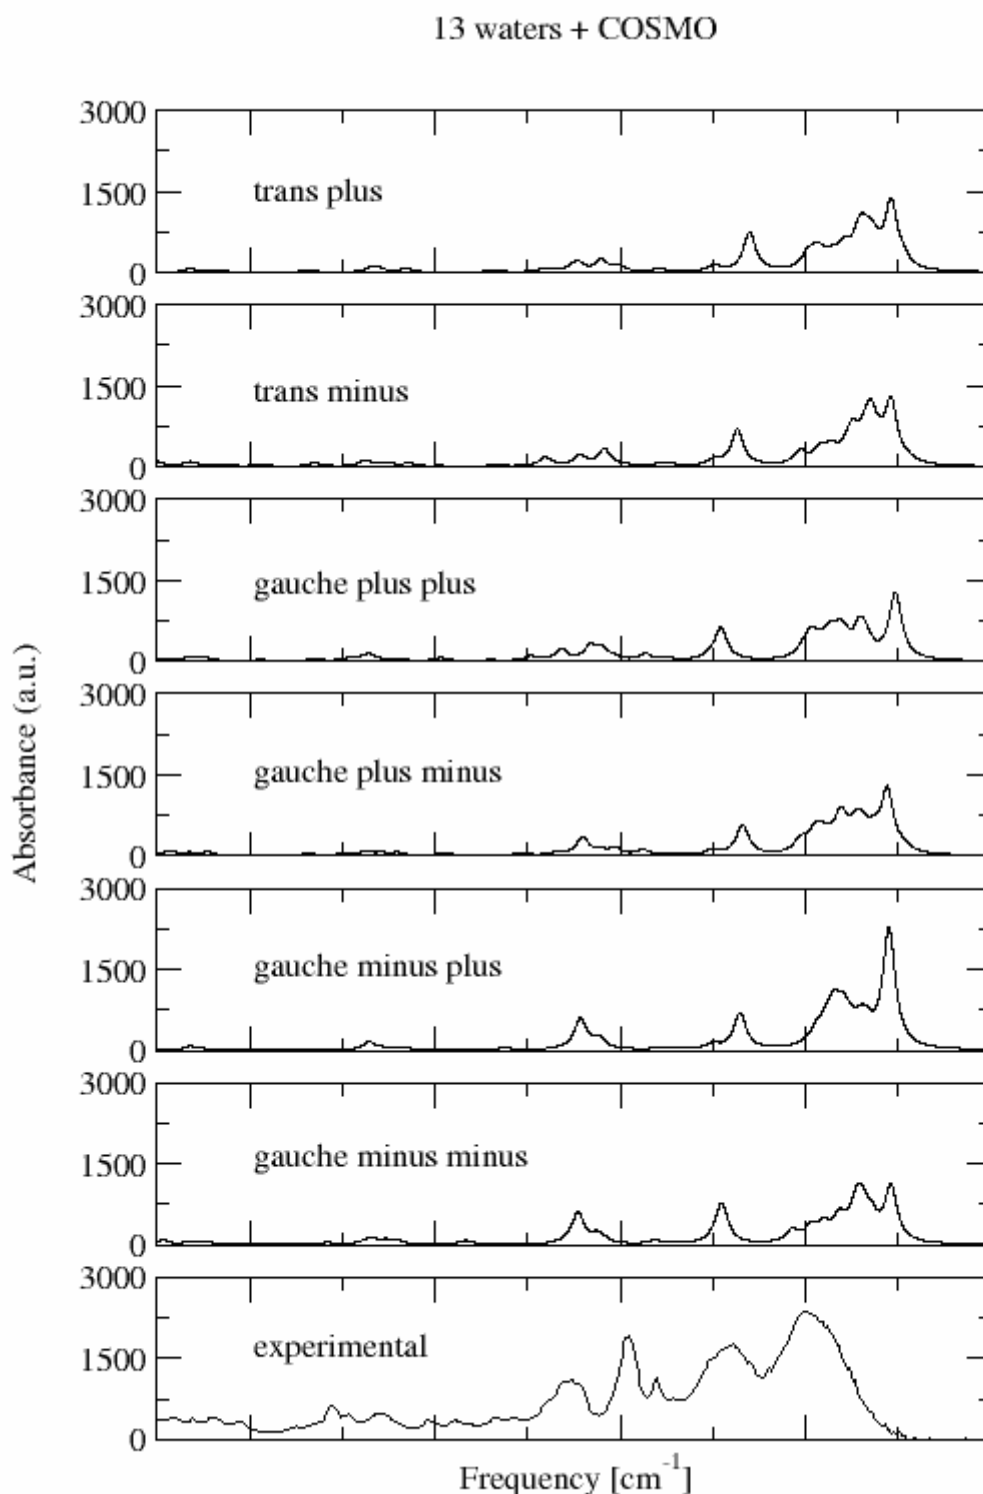 13 waters + COSMO
3000
1500
0
trans plus
3000
1500
0
trans minus
3000
1500
0
gauche plus plus
3000
1500
0
gauche plus minus
3000
1500
0
gauche minus plus
3000
1500
0
gauche minus minus
3000
1500
0
experimental
Absorbance (a.u.)
Frequency [cm⁻¹]